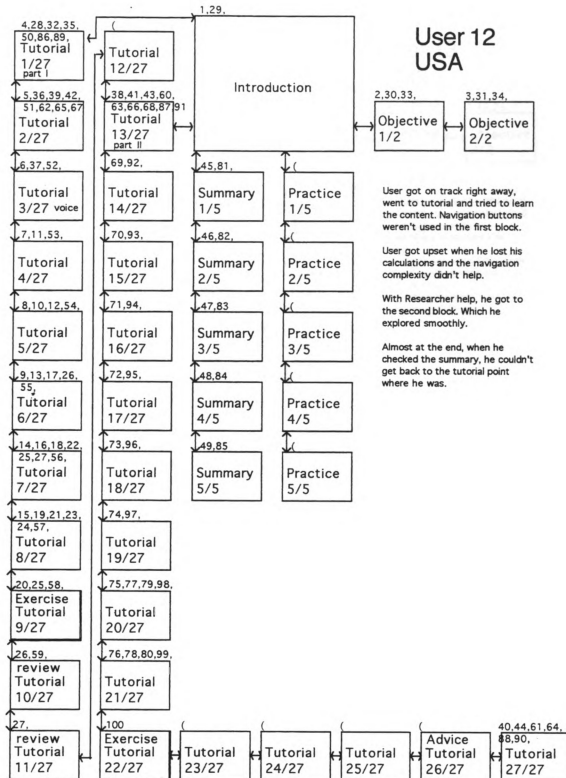 User 12
USA
1,29,
Introduction
4,28,32,35,
50,86,89,
Tutorial
1/27
part I
5,36,39,42,
51,62,65,67
Tutorial
2/27
6,37,52,
Tutorial
3/27 voice
7,11,53,
Tutorial
4/27
8,10,12,54,
Tutorial
5/27
9,13,17,26,
55,
Tutorial
6/27
14,16,18,22,
25,27,56,
Tutorial
7/27
15,19,21,23,
24,57,
Tutorial
8/27
20,25,58,
Exercise
Tutorial
9/27
26,59,
review
Tutorial
10/27
27,
review
Tutorial
11/27
(
Tutorial
12/27
38,41,43,60,
63,66,68,87,91
Tutorial
13/27
part II
69,92,
Tutorial
14/27
70,93,
Tutorial
15/27
71,94,
Tutorial
16/27
72,95,
Tutorial
17/27
73,96,
Tutorial
18/27
74,97,
Tutorial
19/27
75,77,79,98,
Tutorial
20/27
76,78,80,99,
Tutorial
21/27
100
Exercise
Tutorial
22/27
(
Tutorial
23/27
(
Tutorial
24/27
(
Tutorial
25/27
(
Advice
Tutorial
26/27
40,44,61,64,
88,90,
Tutorial
27/27
45,81,
Summary
1/5
46,82,
Summary
2/5
47,83
Summary
3/5
48,84
Summary
4/5
49,85
Summary
5/5
(
Practice
1/5
(
Practice
2/5
(
Practice
3/5
(
Practice
4/5
(
Practice
5/5
2,30,33,
Objective
1/2
3,31,34,
Objective
2/2
User got on track right away,
went to tutorial and tried to learn
the content. Navigation buttons
weren't used in the first block.
User got upset when he lost his
calculations and the navigation
complexity didn't help.
With Researcher help, he got to
the second block. Which he
explored smoothly.
Almost at the end, when he
checked the summary, he couldn't
get back to the tutorial point
where he was.